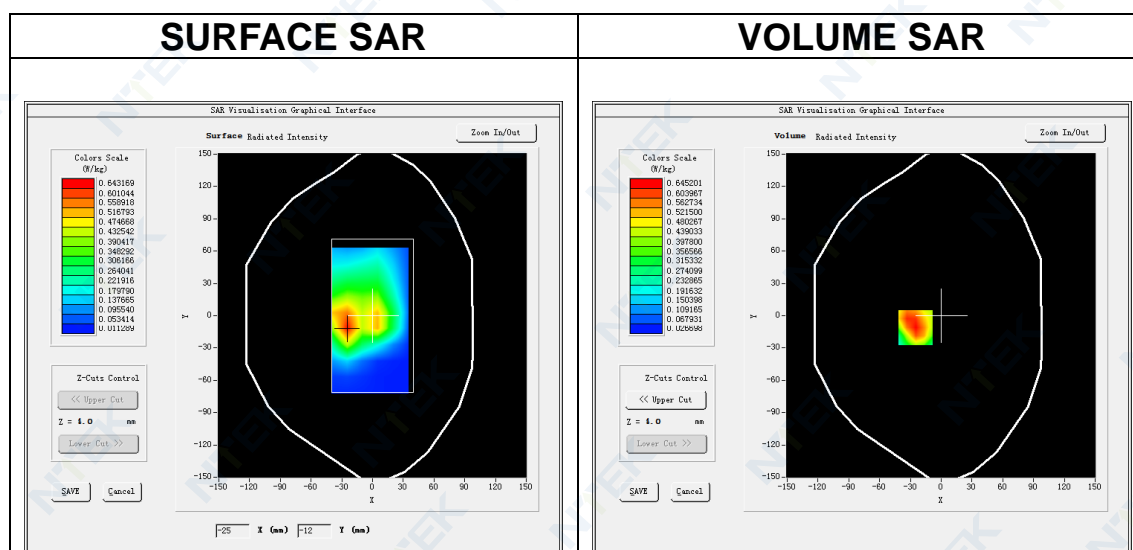 SURFACE SAR
VOLUME SAR
SAR Visualisation Graphical Interface
Surface Radiated Intensity
Zoom In/Out
Colors Scale
(W/kg)
0.643169
0.601044
0.558918
0.516793
0.474668
0.432542
0.390417
0.348292
0.306166
0.264041
0.221916
0.179790
0.137665
0.095540
0.053414
0.011289
150
120
90
60
30
0
-30
-60
-90
-120
-150
Y
-150 -120 -90 -60 -30 0 30 60 90 120 150
X
Z-Cuts Control
<< Upper Cut
Z = 4.0 mm
Lower Cut >>
SAVE
Cancel
-25 X (mm) -12 Y (mm)
SAR Visualisation Graphical Interface
Volume Radiated Intensity
Zoom In/Out
Colors Scale
(W/kg)
0.645201
0.603967
0.562734
0.521500
0.480267
0.439033
0.397800
0.356566
0.315332
0.274099
0.232865
0.191632
0.150398
0.109165
0.067931
0.026698
150
120
90
60
30
0
-30
-60
-90
-120
-150
Y
-150 -120 -90 -60 -30 0 30 60 90 120 150
X
Z-Cuts Control
<< Upper Cut
Z = 4.0 mm
Lower Cut >>
SAVE
Cancel
NTEK